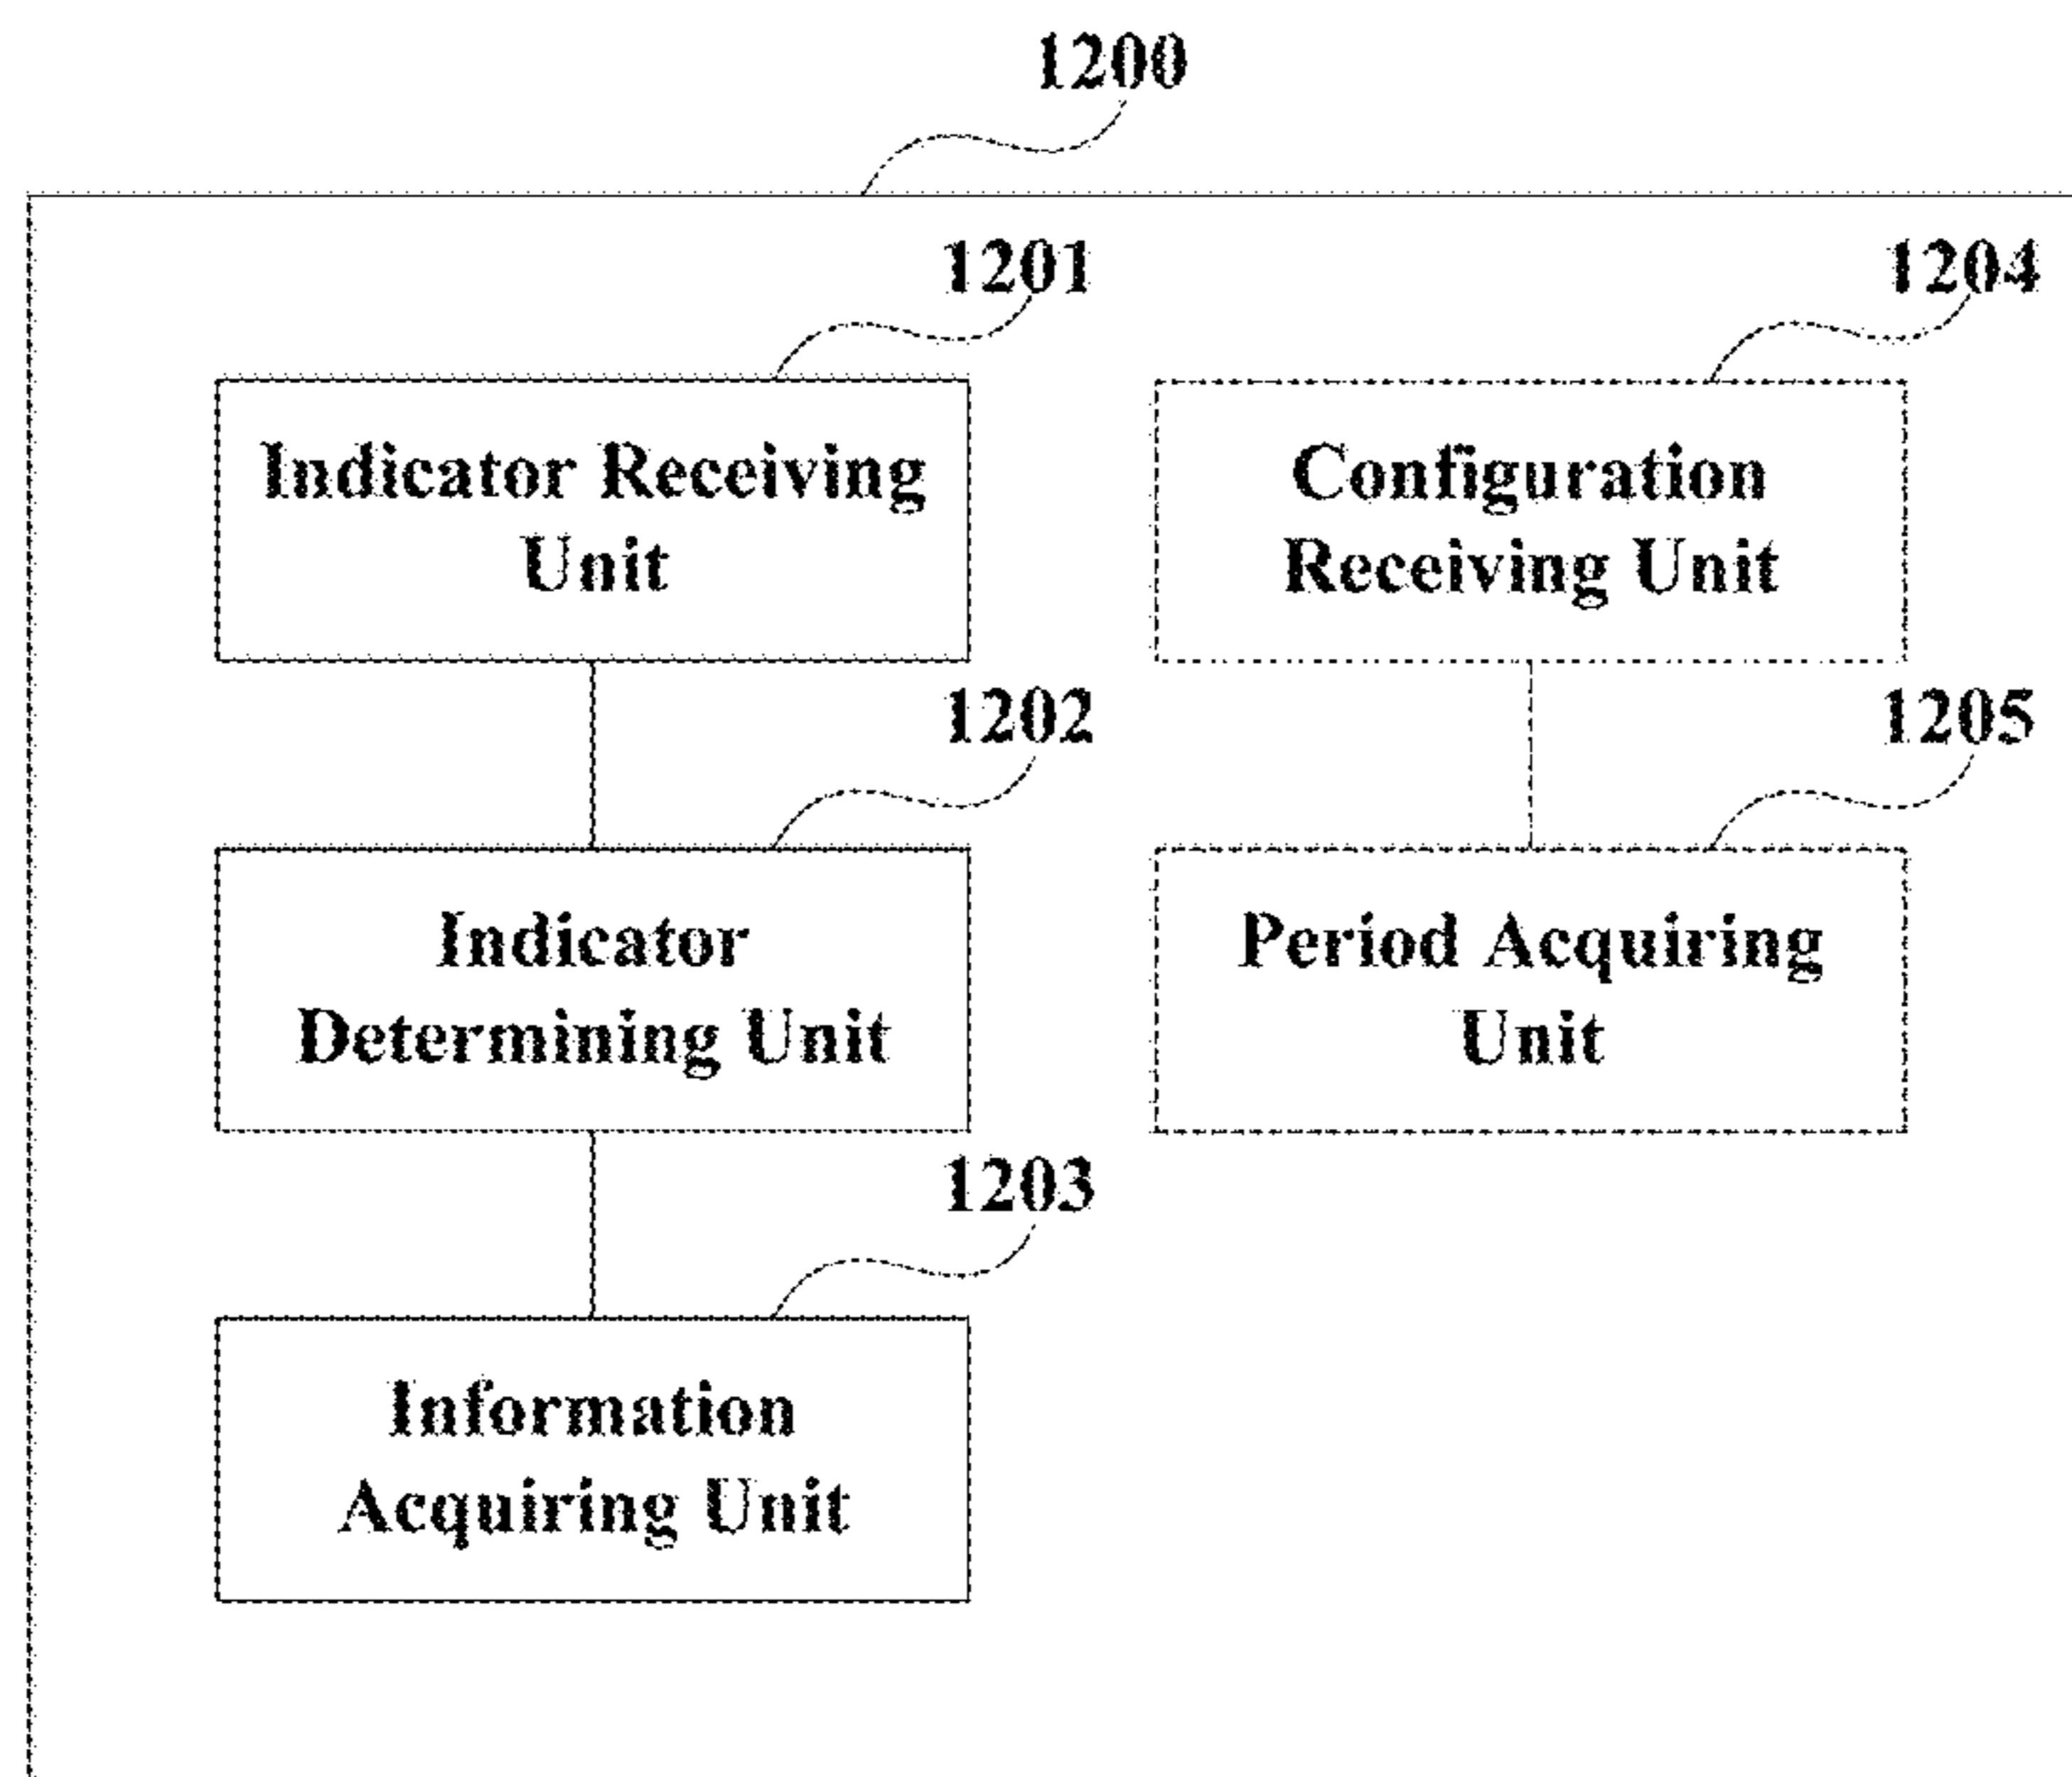 1200
1201
Indicator Receiving
Unit
1202
Indicator
Determining Unit
1203
Information
Acquiring Unit
1204
Configuration
Receiving Unit
1205
Period Acquiring
Unit